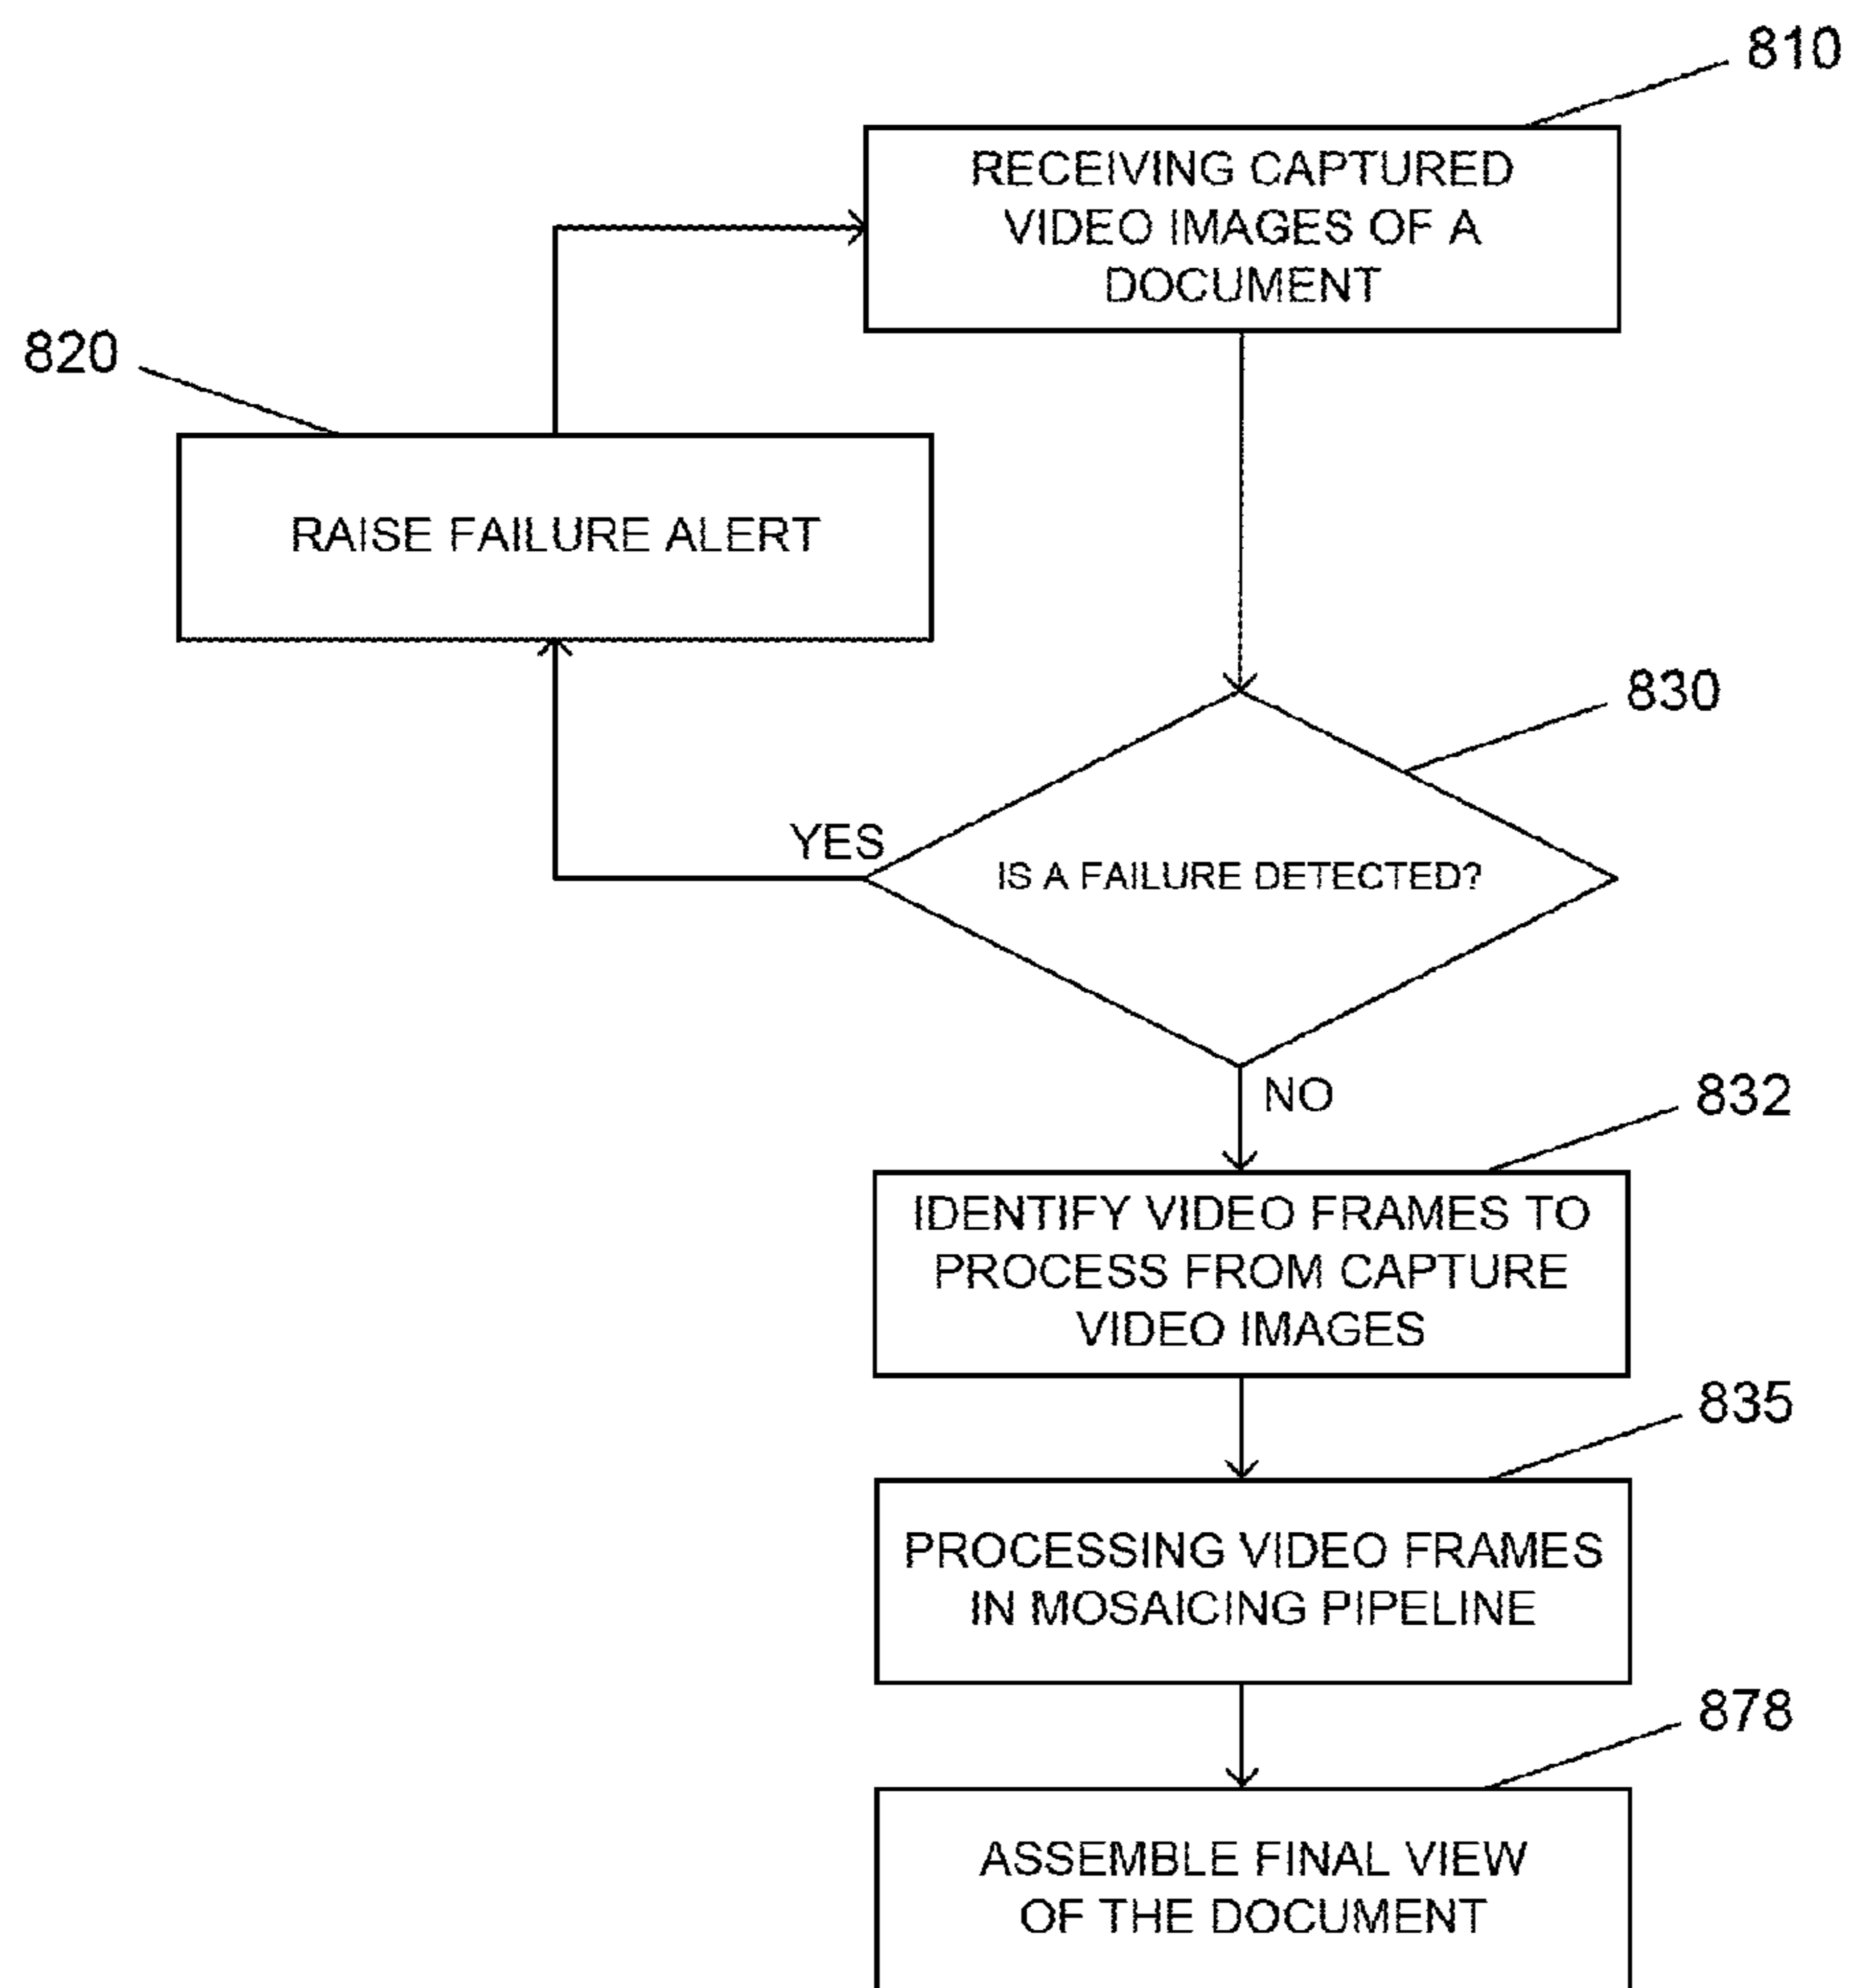 810
RECEIVING CAPTURED
VIDEO IMAGES OF A
DOCUMENT
820
RAISE FAILURE ALERT
830
YES
IS A FAILURE DETECTED?
NO
832
IDENTIFY VIDEO FRAMES TO
PROCESS FROM CAPTURE
VIDEO IMAGES
835
PROCESSING VIDEO FRAMES
IN MOSAICING PIPELINE
878
ASSEMBLE FINAL VIEW
OF THE DOCUMENT